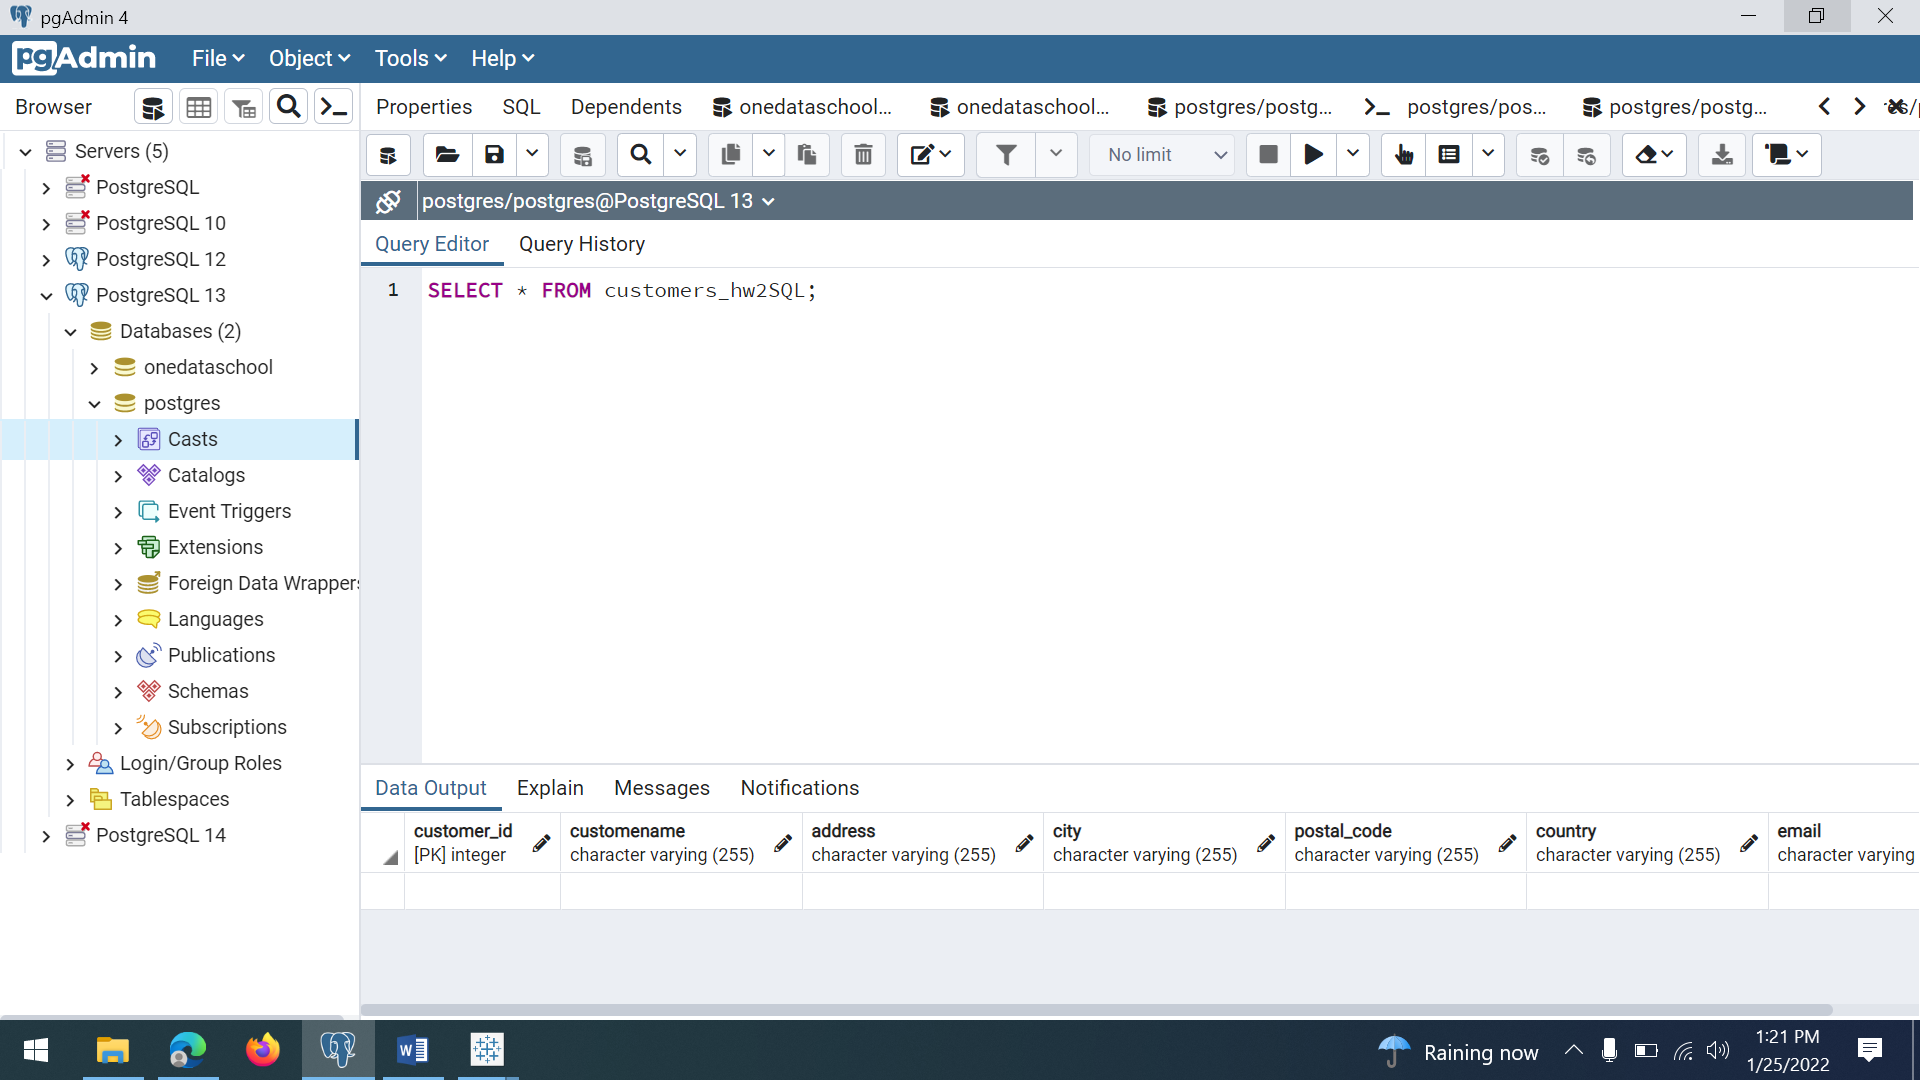 pgAdmin 4
pgAdmin File Object Tools Help
Browser
Properties SQL Dependents onedataschool... onedataschool... postgres/postg... postgres/pos... postgres/postg...
No limit
postgres/postgres@PostgreSQL 13
Query Editor Query History
1 SELECT * FROM customers_hw2SQL;
Servers (5)
PostgreSQL
PostgreSQL 10
PostgreSQL 12
PostgreSQL 13
Databases (2)
onedataschool
postgres
Casts
Catalogs
Event Triggers
Extensions
Foreign Data Wrappers
Languages
Publications
Schemas
Subscriptions
Login/Group Roles
Tablespaces
PostgreSQL 14
Data Output Explain Messages Notifications
customer_id customename address city postal_code country email
[PK] integer character varying (255) character varying (255) character varying (255) character varying (255) character varying (255) character varying
Raining now
1:21 PM
1/25/2022